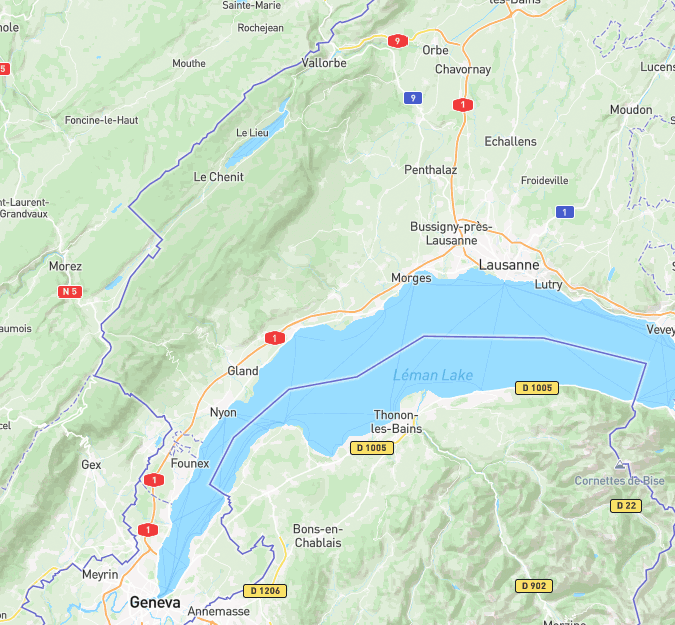 les-Bains
Sainte-Marie
Rochejean
9
Orbe
Vallorbe
Mouthe
5
Chavornay
Lucens
9
1
Moudon
Foncine-le-Haut
Le Lieu
Echallens
Penthalaz
Le Chenit
Froideville
nt-Laurent-
Grandvaux
1
Bussigny-près-
Lausanne
Morez
Lausanne
Morges
Lutry
N 5
aumois
Vevey
1
Gland
Léman Lake
D 1005
Nyon
Thonon-
les-Bains
D 1005
Gex
Founex
1
Cornettes de Bise
D 22
1
Bons-en-
Chablais
Meyrin
D 1206
D 902
Geneva
Annemasse